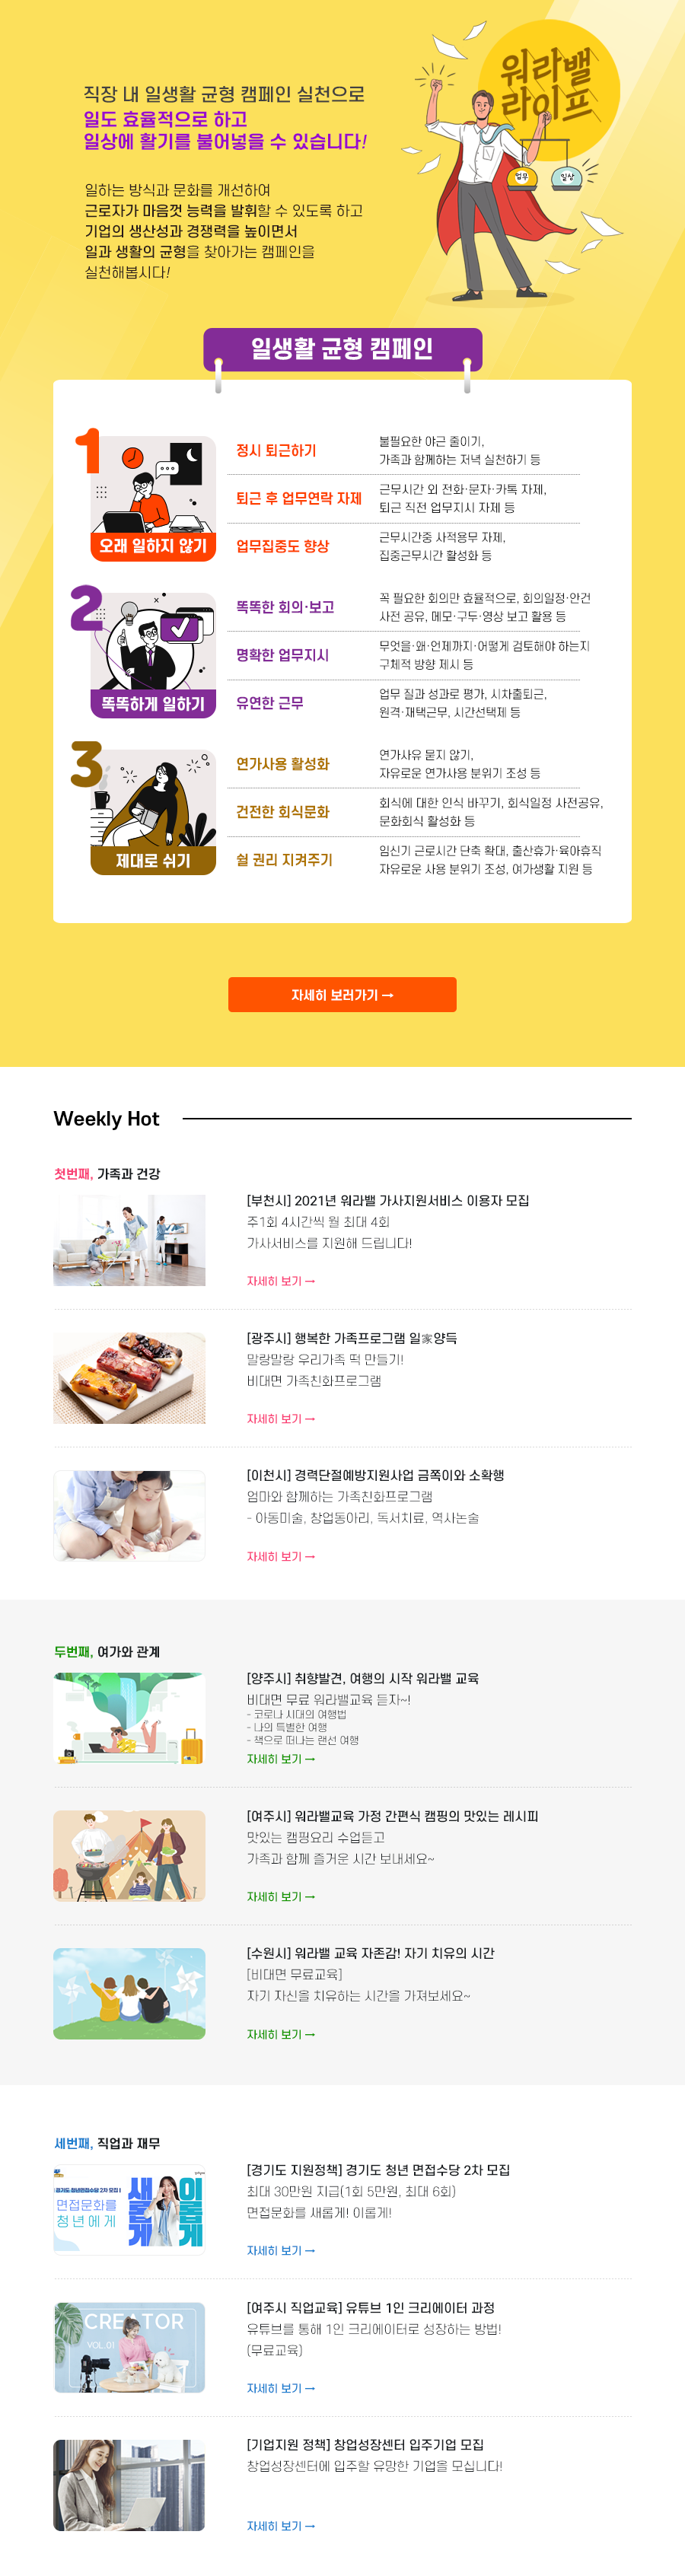 워라밸
라이프
업무
일상
직장 내 일생활 균형 캠페인 실천으로
일도 효율적으로 하고
일상에 활기를 불어넣을 수 있습니다!
일하는 방식과 문화를 개선하여
근로자가 마음껏 능력을 발휘할 수 있도록 하고
기업의 생산성과 경쟁력을 높이면서
일과 생활의 균형을 찾아가는 캠페인을
실천해봅시다!
일생활 균형 캠페인
1
오래 일하지 않기
정시 퇴근하기
불필요한 야근 줄이기,
가족과 함께하는 저녁 실천하기 등
퇴근 후 업무연락 자제
근무시간 외 전화·문자·카톡 자제,
퇴근 직전 업무지시 자제 등
업무집중도 향상
근무시간중 사적용무 자제,
집중근무시간 활성화 등
2
똑똑하게 일하기
똑똑한 회의·보고
꼭 필요한 회의만 효율적으로, 회의일정·안건
사전 공유, 메모·구두·영상 보고 활용 등
명확한 업무지시
무엇을·왜·언제까지·어떻게 검토해야 하는지
구체적 방향 제시 등
유연한 근무
업무 질과 성과로 평가, 시차출퇴근,
원격·재택근무, 시간선택제 등
3
제대로 쉬기
연가사용 활성화
연가사유 묻지 않기,
자유로운 연가사용 분위기 조성 등
건전한 회식문화
회식에 대한 인식 바꾸기, 회식일정 사전공유,
문화회식 활성화 등
쉴 권리 지켜주기
임신기 근로시간 단축 확대, 출산휴가·육아휴직
자유로운 사용 분위기 조성, 여가생활 지원 등
자세히 보러가기 →
Weekly Hot
첫번째, 가족과 건강
[부천시] 2021년 워라밸 가사지원서비스 이용자 모집
주1회 4시간씩 월 최대 4회
가사서비스를 지원해 드립니다!
자세히 보기 →
[광주시] 행복한 가족프로그램 일家양득
말랑말랑 우리가족 떡 만들기!
비대면 가족친화프로그램
자세히 보기 →
[이천시] 경력단절예방지원사업 금쪽이와 소확행
엄마와 함께하는 가족친화프로그램
- 아동미술, 창업동아리, 독서치료, 역사논술
자세히 보기 →
두번째, 여가와 관계
[양주시] 취향발견, 여행의 시작 워라밸 교육
비대면 무료 워라밸교육 듣자~!
- 코로나 시대의 여행법
- 나의 특별한 여행
- 책으로 떠나는 랜선 여행
자세히 보기 →
[여주시] 워라밸교육 가정 간편식 캠핑의 맛있는 레시피
맛있는 캠핑요리 수업듣고
가족과 함께 즐거운 시간 보내세요~
자세히 보기 →
[수원시] 워라밸 교육 자존감! 자기 치유의 시간
[비대면 무료교육]
자기 자신을 치유하는 시간을 가져보세요~
자세히 보기 →
세번째, 직업과 재무
경기도 청년면접수당 2차 모집
면접문화를
청년에게
새롭게
이롭게
[경기도 지원정책] 경기도 청년 면접수당 2차 모집
최대 30만원 지급(1회 5만원, 최대 6회)
면접문화를 새롭게! 이롭게!
자세히 보기 →
CREATOR
VOL.01
[여주시 직업교육] 유튜브 1인 크리에이터 과정
유튜브를 통해 1인 크리에이터로 성장하는 방법!
(무료교육)
자세히 보기 →
[기업지원 정책] 창업성장센터 입주기업 모집
창업성장센터에 입주할 유망한 기업을 모십니다!
자세히 보기 →